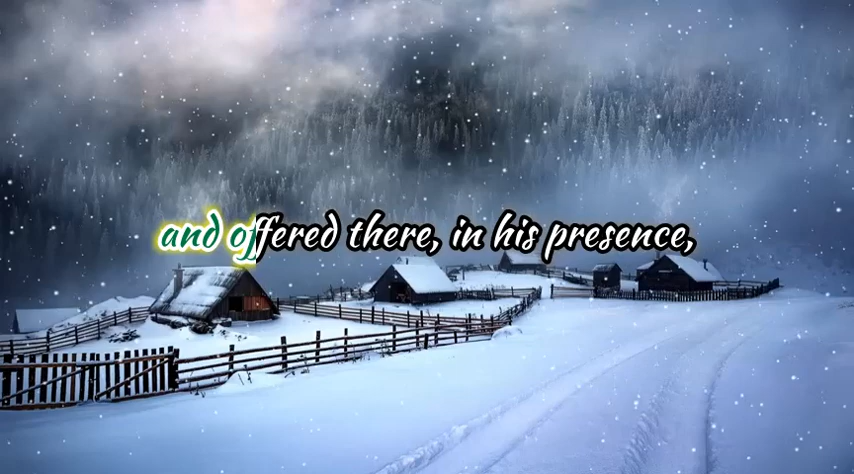 and offered there, in his presence,